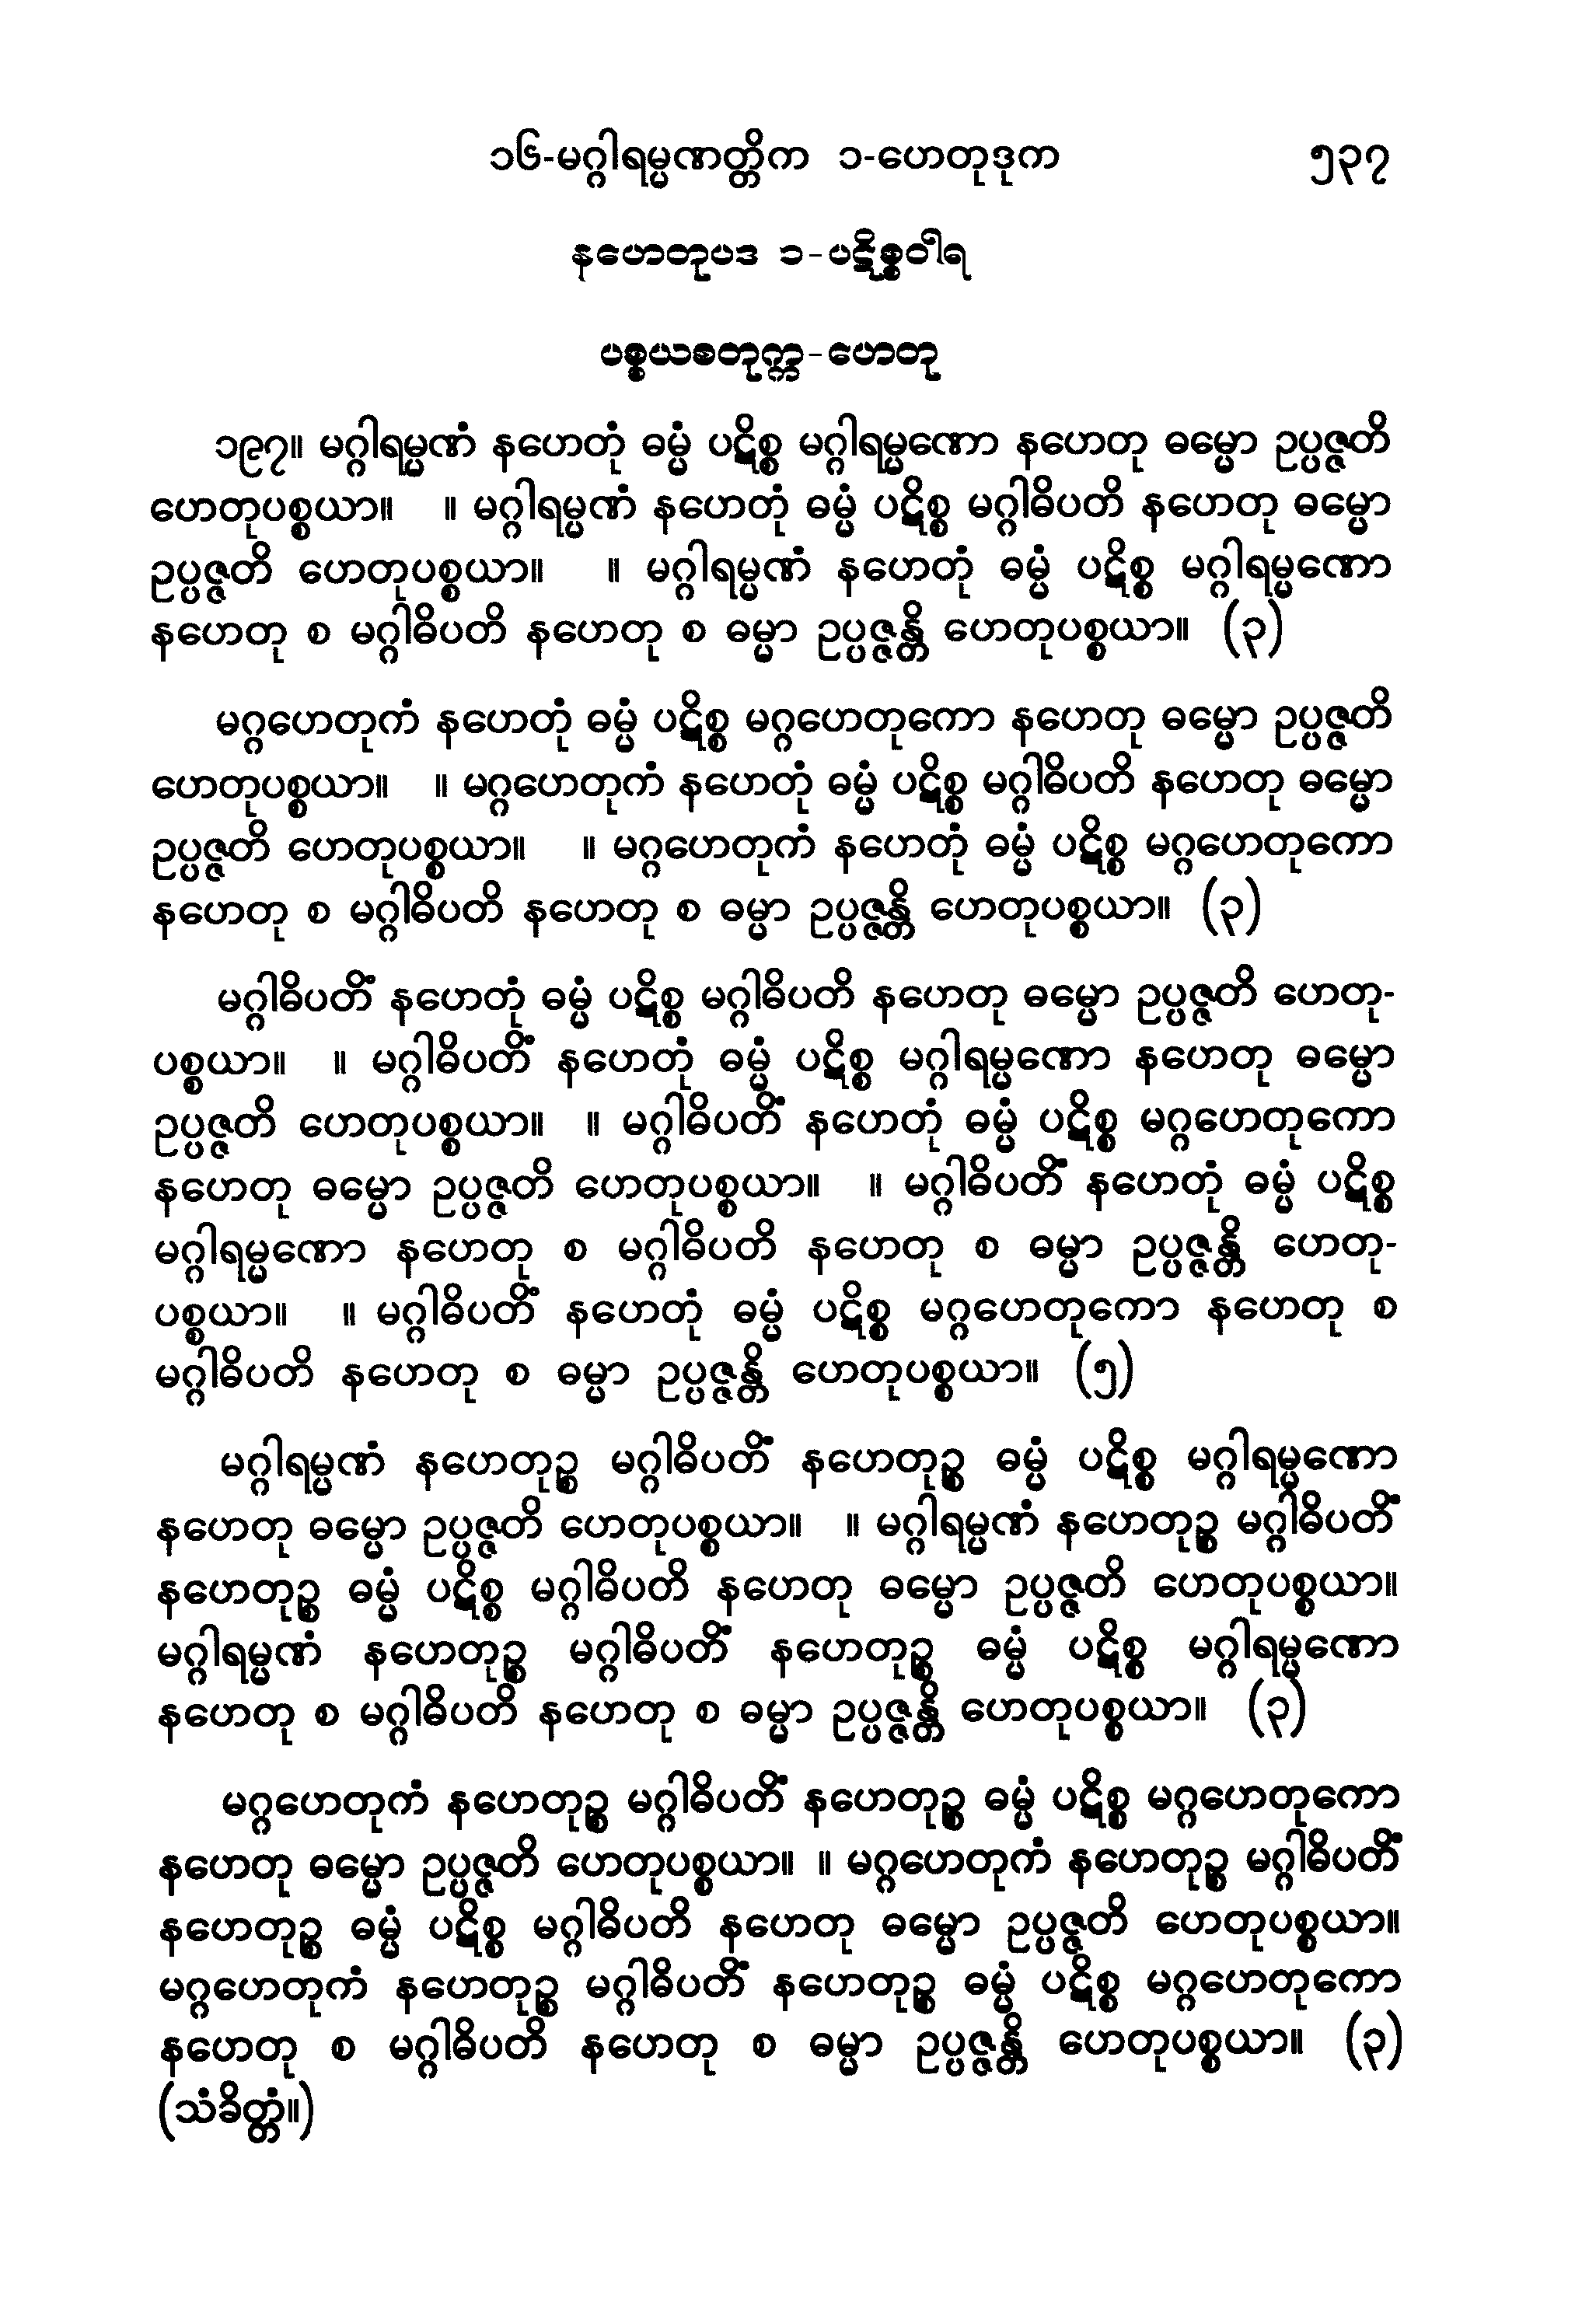 ၁၆-မဂ္ဂါရမ္မဏတ္တိက ၁-ဟေတုဒုက ၅၃၇
နဟေတုပဒ ၁-ပဋိစ္စဝါရ
ပစ္စယစတုက္က-ဟေတု
၁၉၇။ မဂ္ဂါရမ္မဏံ နဟေတုံ ဓမ္မံ ပဋိစ္စ မဂ္ဂါရမ္မဏော နဟေတု ဓမ္မော ဥပ္ပဇ္ဇတိ
ဟေတုပစ္စယာ။ ။ မဂ္ဂါရမ္မဏံ နဟေတုံ ဓမ္မံ ပဋိစ္စ မဂ္ဂါဓိပတိ နဟေတု ဓမ္မော
ဥပ္ပဇ္ဇတိ ဟေတုပစ္စယာ။ ။ မဂ္ဂါရမ္မဏံ နဟေတုံ ဓမ္မံ ပဋိစ္စ မဂ္ဂါရမ္မဏော
နဟေတု စ မဂ္ဂါဓိပတိ နဟေတု စ ဓမ္မာ ဥပ္ပဇ္ဇန္တိ ဟေတုပစ္စယာ။ (၃)
မဂ္ဂဟေတုကံ နဟေတုံ ဓမ္မံ ပဋိစ္စ မဂ္ဂဟေတုကော နဟေတု ဓမ္မော ဥပ္ပဇ္ဇတိ
ဟေတုပစ္စယာ။ ။ မဂ္ဂဟေတုကံ နဟေတုံ ဓမ္မံ ပဋိစ္စ မဂ္ဂါဓိပတိ နဟေတု ဓမ္မော
ဥပ္ပဇ္ဇတိ ဟေတုပစ္စယာ။ ။ မဂ္ဂဟေတုကံ နဟေတုံ ဓမ္မံ ပဋိစ္စ မဂ္ဂဟေတုကော
နဟေတု စ မဂ္ဂါဓိပတိ နဟေတု စ ဓမ္မာ ဥပ္ပဇ္ဇန္တိ ဟေတုပစ္စယာ။ (၃)
မဂ္ဂါဓိပတိံ နဟေတုံ ဓမ္မံ ပဋိစ္စ မဂ္ဂါဓိပတိ နဟေတု ဓမ္မော ဥပ္ပဇ္ဇတိ ဟေတု-
ပစ္စယာ။ ။ မဂ္ဂါဓိပတိံ နဟေတုံ ဓမ္မံ ပဋိစ္စ မဂ္ဂါရမ္မဏော နဟေတု ဓမ္မော
ဥပ္ပဇ္ဇတိ ဟေတုပစ္စယာ။ ။ မဂ္ဂါဓိပတိံ နဟေတုံ ဓမ္မံ ပဋိစ္စ မဂ္ဂဟေတုကော
နဟေတု ဓမ္မော ဥပ္ပဇ္ဇတိ ဟေတုပစ္စယာ။ ။ မဂ္ဂါဓိပတိံ နဟေတုံ ဓမ္မံ ပဋိစ္စ
မဂ္ဂါရမ္မဏော နဟေတု စ မဂ္ဂါဓိပတိ နဟေတု စ ဓမ္မာ ဥပ္ပဇ္ဇန္တိ ဟေတု-
ပစ္စယာ။ ။ မဂ္ဂါဓိပတိံ နဟေတုံ ဓမ္မံ ပဋိစ္စ မဂ္ဂဟေတုကော နဟေတု စ
မဂ္ဂါဓိပတိ နဟေတု စ ဓမ္မာ ဥပ္ပဇ္ဇန္တိ ဟေတုပစ္စယာ။ (၅)
မဂ္ဂါရမ္မဏံ နဟေတုဉ္စ မဂ္ဂါဓိပတိံ နဟေတုဉ္စ ဓမ္မံ ပဋိစ္စ မဂ္ဂါရမ္မဏော
နဟေတု ဓမ္မော ဥပ္ပဇ္ဇတိ ဟေတုပစ္စယာ။ ။ မဂ္ဂါရမ္မဏံ နဟေတုဉ္စ မဂ္ဂါဓိပတိံ
နဟေတုဉ္စ ဓမ္မံ ပဋိစ္စ မဂ္ဂါဓိပတိ နဟေတု ဓမ္မော ဥပ္ပဇ္ဇတိ ဟေတုပစ္စယာ။
မဂ္ဂါရမ္မဏံ နဟေတုဉ္စ မဂ္ဂါဓိပတိံ နဟေတုဉ္စ ဓမ္မံ ပဋိစ္စ မဂ္ဂါရမ္မဏော
နဟေတု စ မဂ္ဂါဓိပတိ နဟေတု စ ဓမ္မာ ဥပ္ပဇ္ဇန္တိ ဟေတုပစ္စယာ။ (၃)
မဂ္ဂဟေတုကံ နဟေတုဉ္စ မဂ္ဂါဓိပတိံ နဟေတုဉ္စ ဓမ္မံ ပဋိစ္စ မဂ္ဂဟေတုကော
နဟေတု ဓမ္မော ဥပ္ပဇ္ဇတိ ဟေတုပစ္စယာ။ ။ မဂ္ဂဟေတုကံ နဟေတုဉ္စ မဂ္ဂါဓိပတိံ
နဟေတုဉ္စ ဓမ္မံ ပဋိစ္စ မဂ္ဂါဓိပတိ နဟေတု ဓမ္မော ဥပ္ပဇ္ဇတိ ဟေတုပစ္စယာ။
မဂ္ဂဟေတုကံ နဟေတုဉ္စ မဂ္ဂါဓိပတိံ နဟေတုဉ္စ ဓမ္မံ ပဋိစ္စ မဂ္ဂဟေတုကော
နဟေတု စ မဂ္ဂါဓိပတိ နဟေတု စ ဓမ္မာ ဥပ္ပဇ္ဇန္တိ ဟေတုပစ္စယာ။ (၃)
(သံခိတ္တံ။)